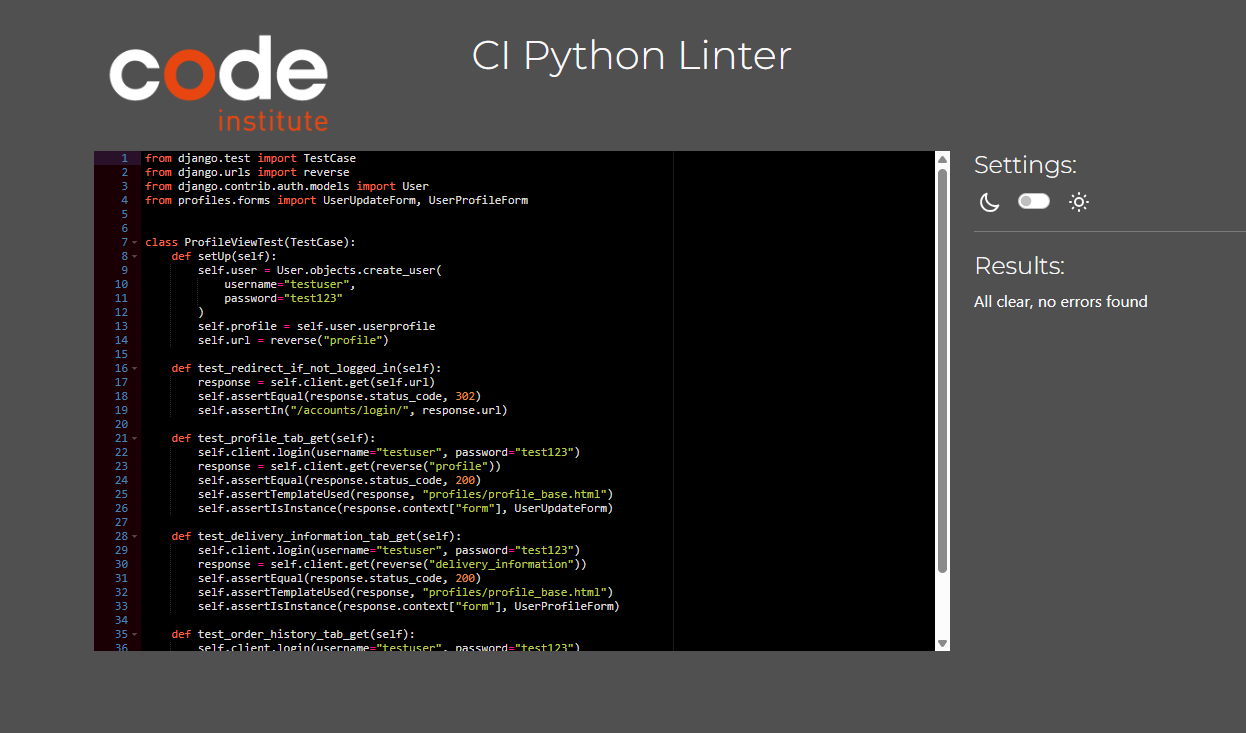 code
institute
CI Python Linter
1 from django.test import TestCase
2 from django.urls import reverse
3 from django.contrib.auth.models import User
4 from profiles.forms import UserUpdateForm, UserProfileForm
5
6
7 class ProfileViewTest(TestCase):
8     def setUp(self):
9         self.user = User.objects.create_user(
10             username="testuser",
11             password="test123"
12         )
13         self.profile = self.user.userprofile
14         self.url = reverse("profile")
15
16     def test_redirect_if_not_logged_in(self):
17         response = self.client.get(self.url)
18         self.assertEqual(response.status_code, 302)
19         self.assertIn("/accounts/login/", response.url)
20
21     def test_profile_tab_get(self):
22         self.client.login(username="testuser", password="test123")
23         response = self.client.get(reverse("profile"))
24         self.assertEqual(response.status_code, 200)
25         self.assertTemplateUsed(response, "profiles/profile_base.html")
26         self.assertIsInstance(response.context["form"], UserUpdateForm)
27
28     def test_delivery_information_tab_get(self):
29         self.client.login(username="testuser", password="test123")
30         response = self.client.get(reverse("delivery_information"))
31         self.assertEqual(response.status_code, 200)
32         self.assertTemplateUsed(response, "profiles/profile_base.html")
33         self.assertIsInstance(response.context["form"], UserProfileForm)
34
35     def test_order_history_tab_get(self):
36         self.client.login(username="testuser", password="test123")
Settings:
Results:
All clear, no errors found